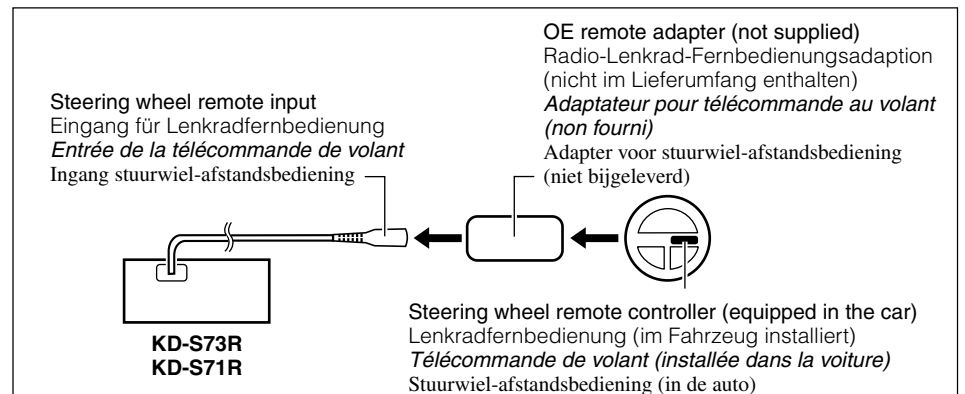 OE remote adapter (not supplied)
Radio-Lenkrad-Fernbedienungsadaption
(nicht im Lieferumfang enthalten)
Adaptateur pour télécommande au volant
(non fourni)
Adapter voor stuurwiel-afstandsbediening
(niet bijgeleverd)
Steering wheel remote input
Eingang für Lenkradfernbedienung
Entrée de la télécommande de volant
Ingang stuurwiel-afstandsbediening
KD-S73R
KD-S71R
Steering wheel remote controller (equipped in the car)
Lenkradfernbedienung (im Fahrzeug installiert)
Télécommande de volant (installée dans la voiture)
Stuurwiel-afstandsbediening (in de auto)